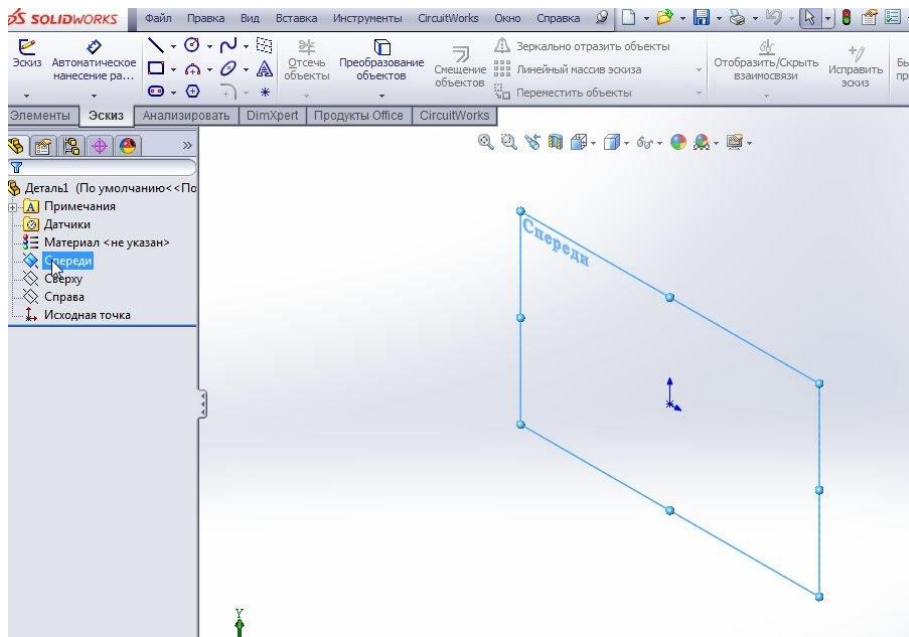 SOLIDWORKS Файл Правка Вид Вставка Инструменты CircuitWorks Окно Справка
Эскиз Автоматическое нанесение ра... Отсечь объекты Преобразование объектов Смещение объектов Зеркально отразить объекты Отобразить/Скрыть взаимосвязи Исправить эскиз
Линейный массив эскиза
Переместить объекты
Элементы Эскиз Анализировать DimXpert Продукты Office CircuitWorks
Деталь1 (По умолчанию<<По
Примечания
Датчики
Материал <не указан>
Спереди
Сверху
Справа
Исходная точка
Спереди
Y